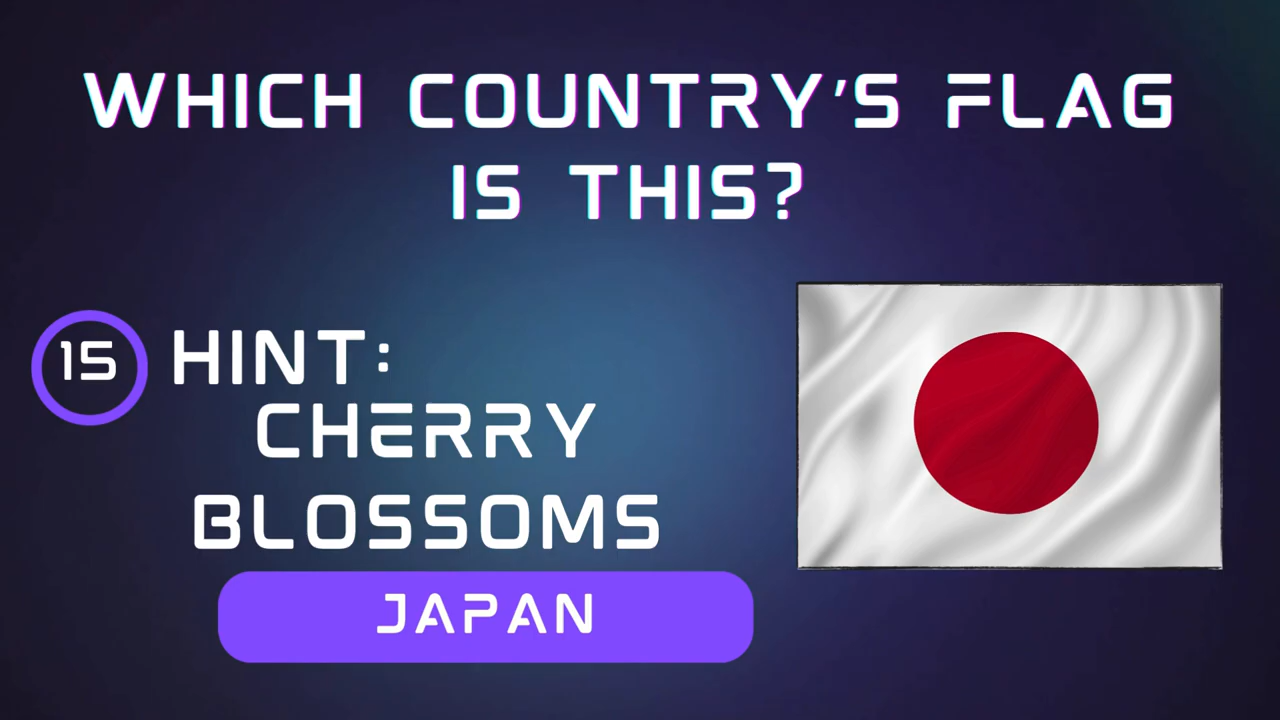 WHICH COUNTRY'S FLAG
IS THIS?
15
HINT:
CHERRY
BLOSSOMS
JAPAN